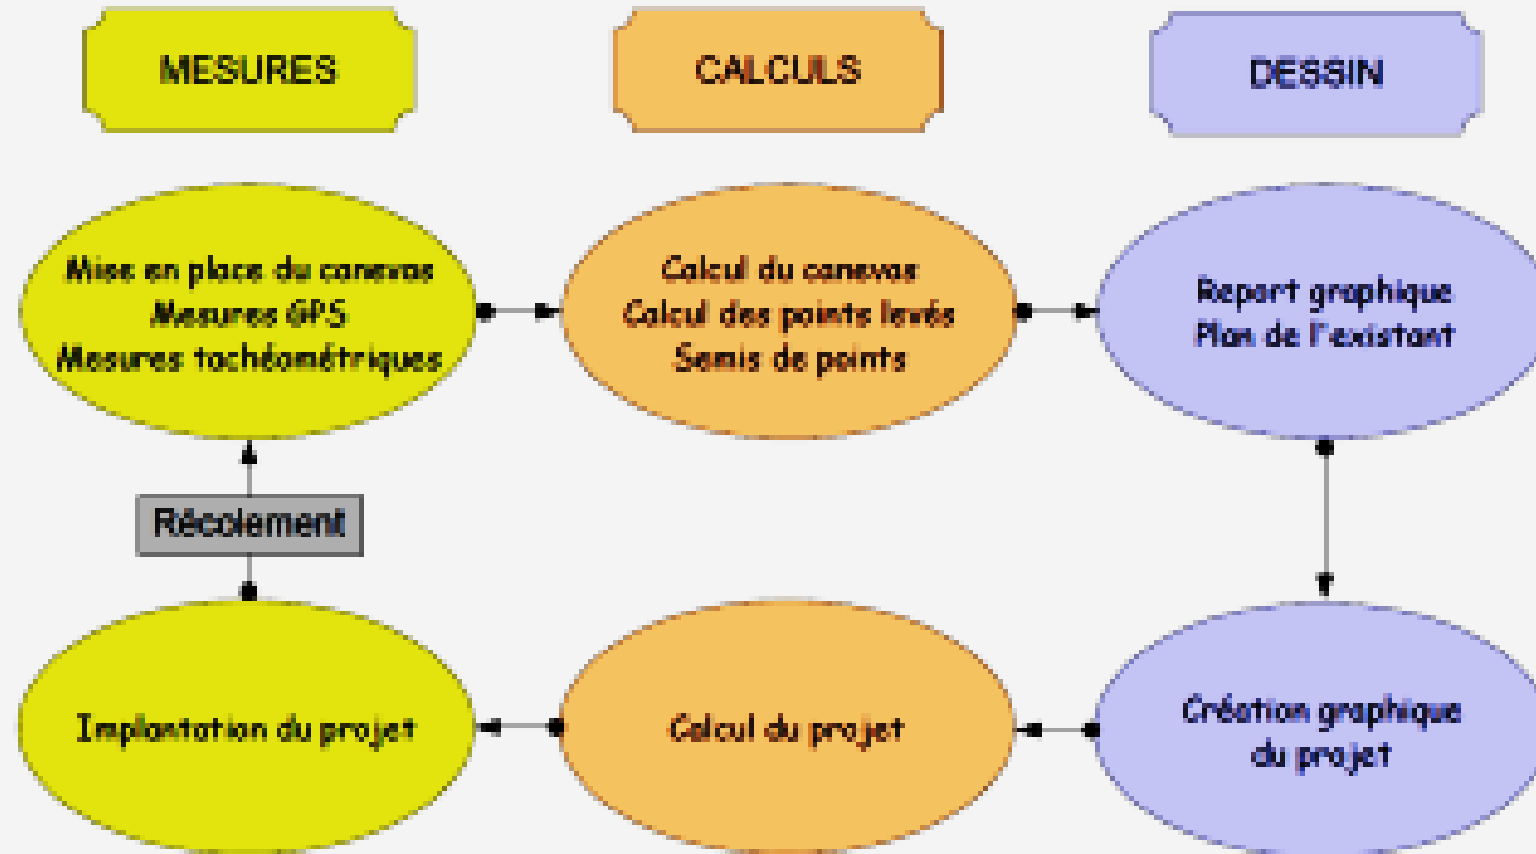 MESURES
CALCULS
DESSIN
Mise en place du canevas
Mesures GPS
Mesures tachéométriques
Calcul du canevas
Calcul des points levés
Semis de points
Report graphique
Plan de l'existant
Récolement
Implantation du projet
Calcul du projet
Création graphique
du projet